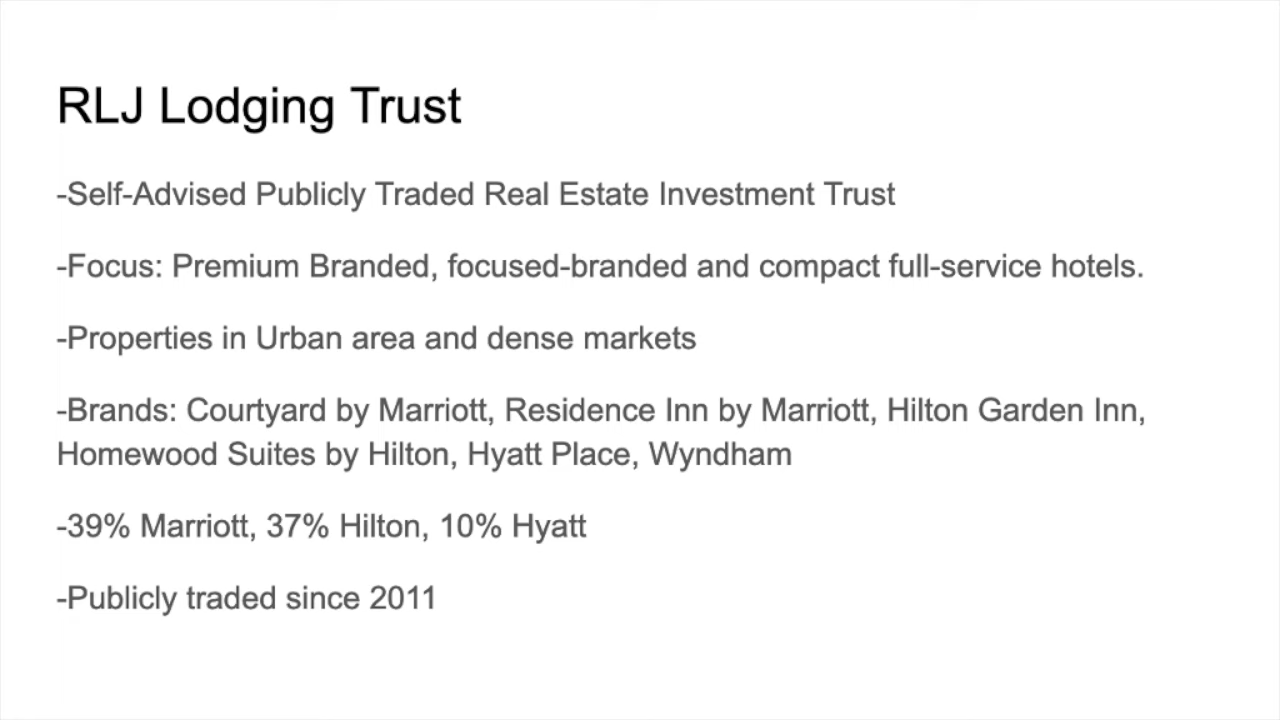 RLJ Lodging Trust
-Self-Advised Publicly Traded Real Estate Investment Trust
-Focus: Premium Branded, focused-branded and compact full-service hotels.
-Properties in Urban area and dense markets
-Brands: Courtyard by Marriott, Residence Inn by Marriott, Hilton Garden Inn,
Homewood Suites by Hilton, Hyatt Place, Wyndham
-39% Marriott, 37% Hilton, 10% Hyatt
-Publicly traded since 2011